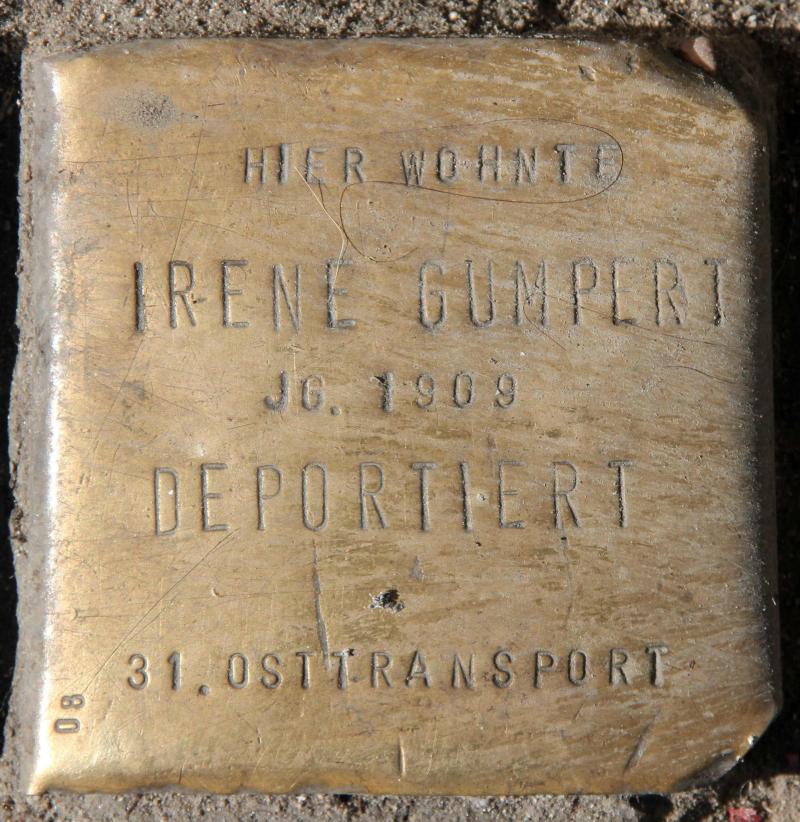 HIER WOHNTE
IRENE GUMPERT
JG. 1909
DEPORTIERT
31.OSTTRANSPORT
08